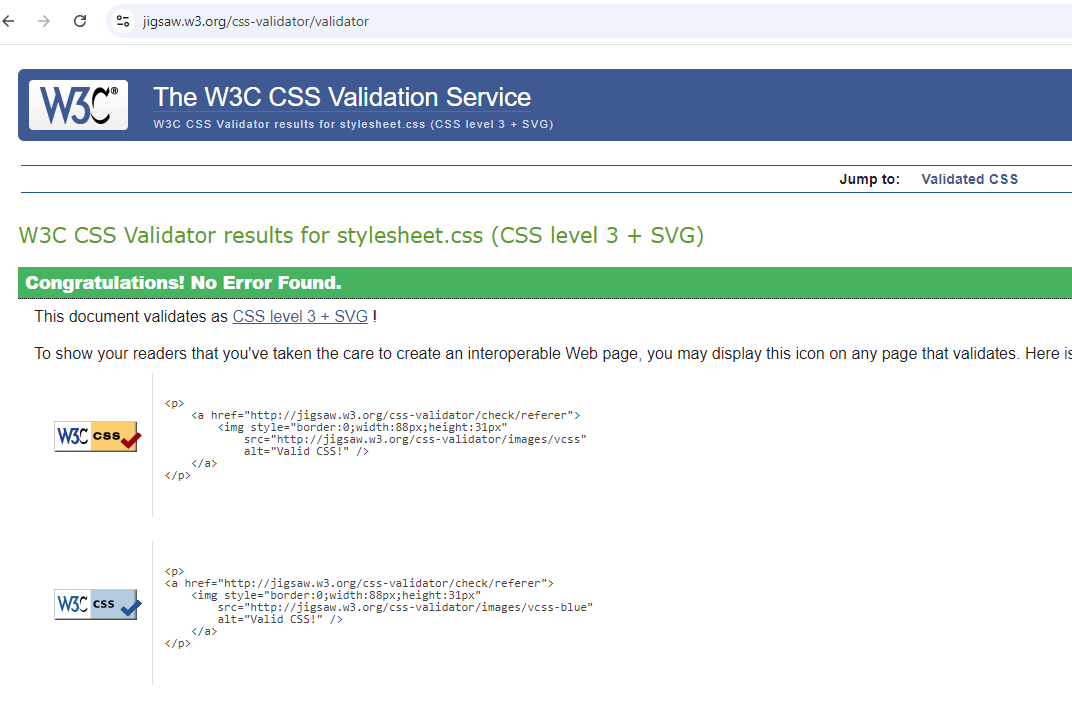 jigsaw.w3.org/css-validator/validator
W3C®
The W3C CSS Validation Service
W3C CSS Validator results for stylesheet.css (CSS level 3 + SVG)
Jump to: Validated CSS
W3C CSS Validator results for stylesheet.css (CSS level 3 + SVG)
Congratulations! No Error Found.
This document validates as CSS level 3 + SVG !
To show your readers that you've taken the care to create an interoperable Web page, you may display this icon on any page that validates. Here is
<p>
<a href="http://jigsaw.w3.org/css-validator/check/referer">
<img style="border:0;width:88px;height:31px"
W3C css
src="http://jigsaw.w3.org/css-validator/images/vcss"
alt="Valid CSS!" />
</a>
</p>
<p>
<a href="http://jigsaw.w3.org/css-validator/check/referer">
<img style="border:0;width:88px;height:31px"
W3C css
src="http://jigsaw.w3.org/css-validator/images/vcss-blue"
alt="Valid CSS!" />
</a>
</p>